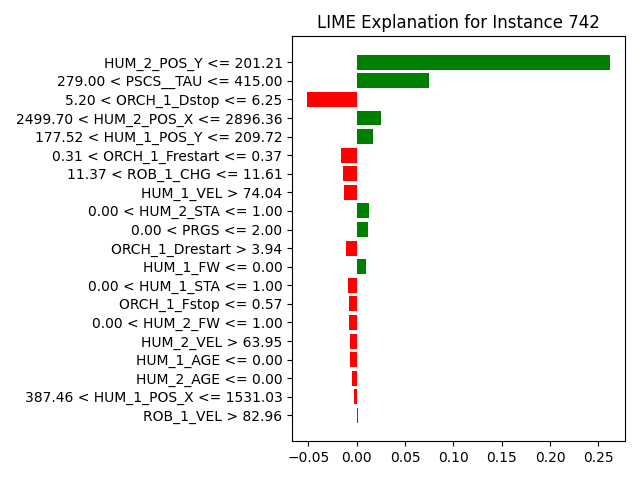 LIME Explanation for Instance 742
HUM_2_POS_Y <= 201.21
279.00 < PSCS__TAU <= 415.00
5.20 < ORCH_1_Dstop <= 6.25
2499.70 < HUM_2_POS_X <= 2896.36
177.52 < HUM_1_POS_Y <= 209.72
0.31 < ORCH_1_Frestart <= 0.37
11.37 < ROB_1_CHG <= 11.61
HUM_1_VEL > 74.04
0.00 < HUM_2_STA <= 1.00
0.00 < PRGS <= 2.00
ORCH_1_Drestart > 3.94
HUM_1_FW <= 0.00
0.00 < HUM_1_STA <= 1.00
ORCH_1_Fstop <= 0.57
0.00 < HUM_2_FW <= 1.00
HUM_2_VEL > 63.95
HUM_1_AGE <= 0.00
HUM_2_AGE <= 0.00
387.46 < HUM_1_POS_X <= 1531.03
ROB_1_VEL > 82.96
−0.05 0.00 0.05 0.10 0.15 0.20 0.25